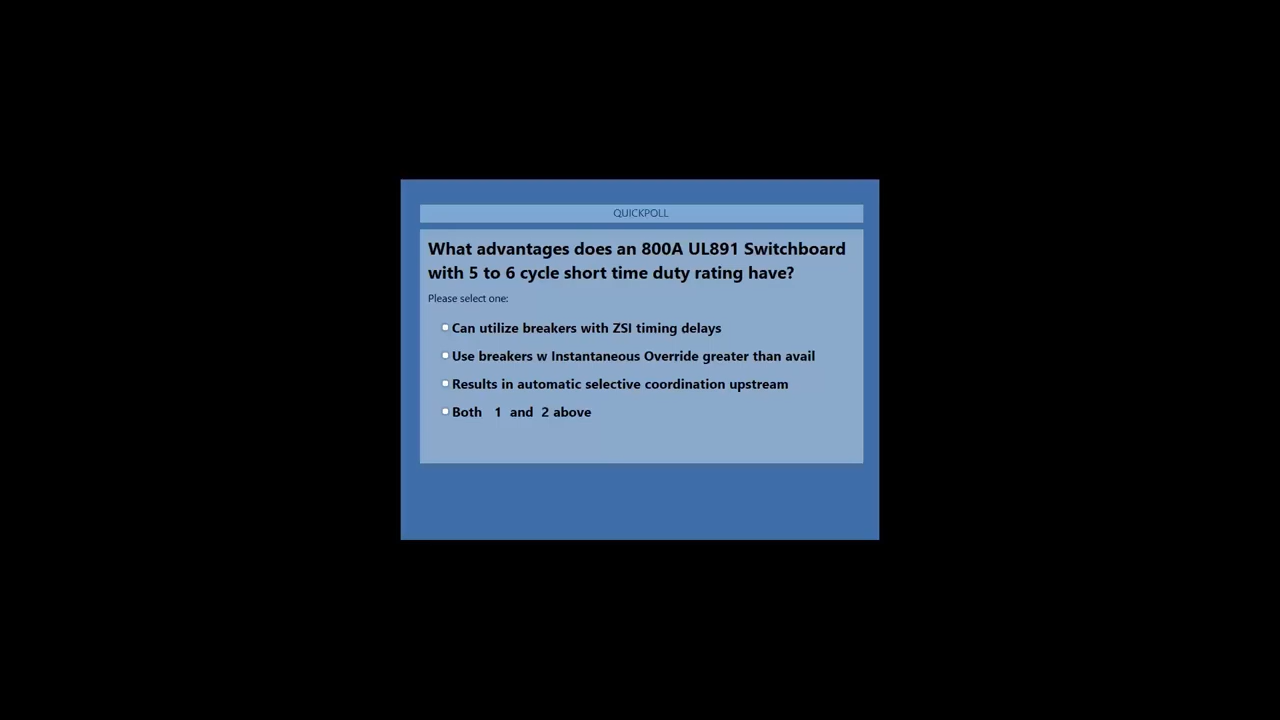 QUICKPOLL
What advantages does an 800A UL891 Switchboard
with 5 to 6 cycle short time duty rating have?
Please select one:
Can utilize breakers with ZSI timing delays
Use breakers w Instantaneous Override greater than avail
Results in automatic selective coordination upstream
Both 1 and 2 above